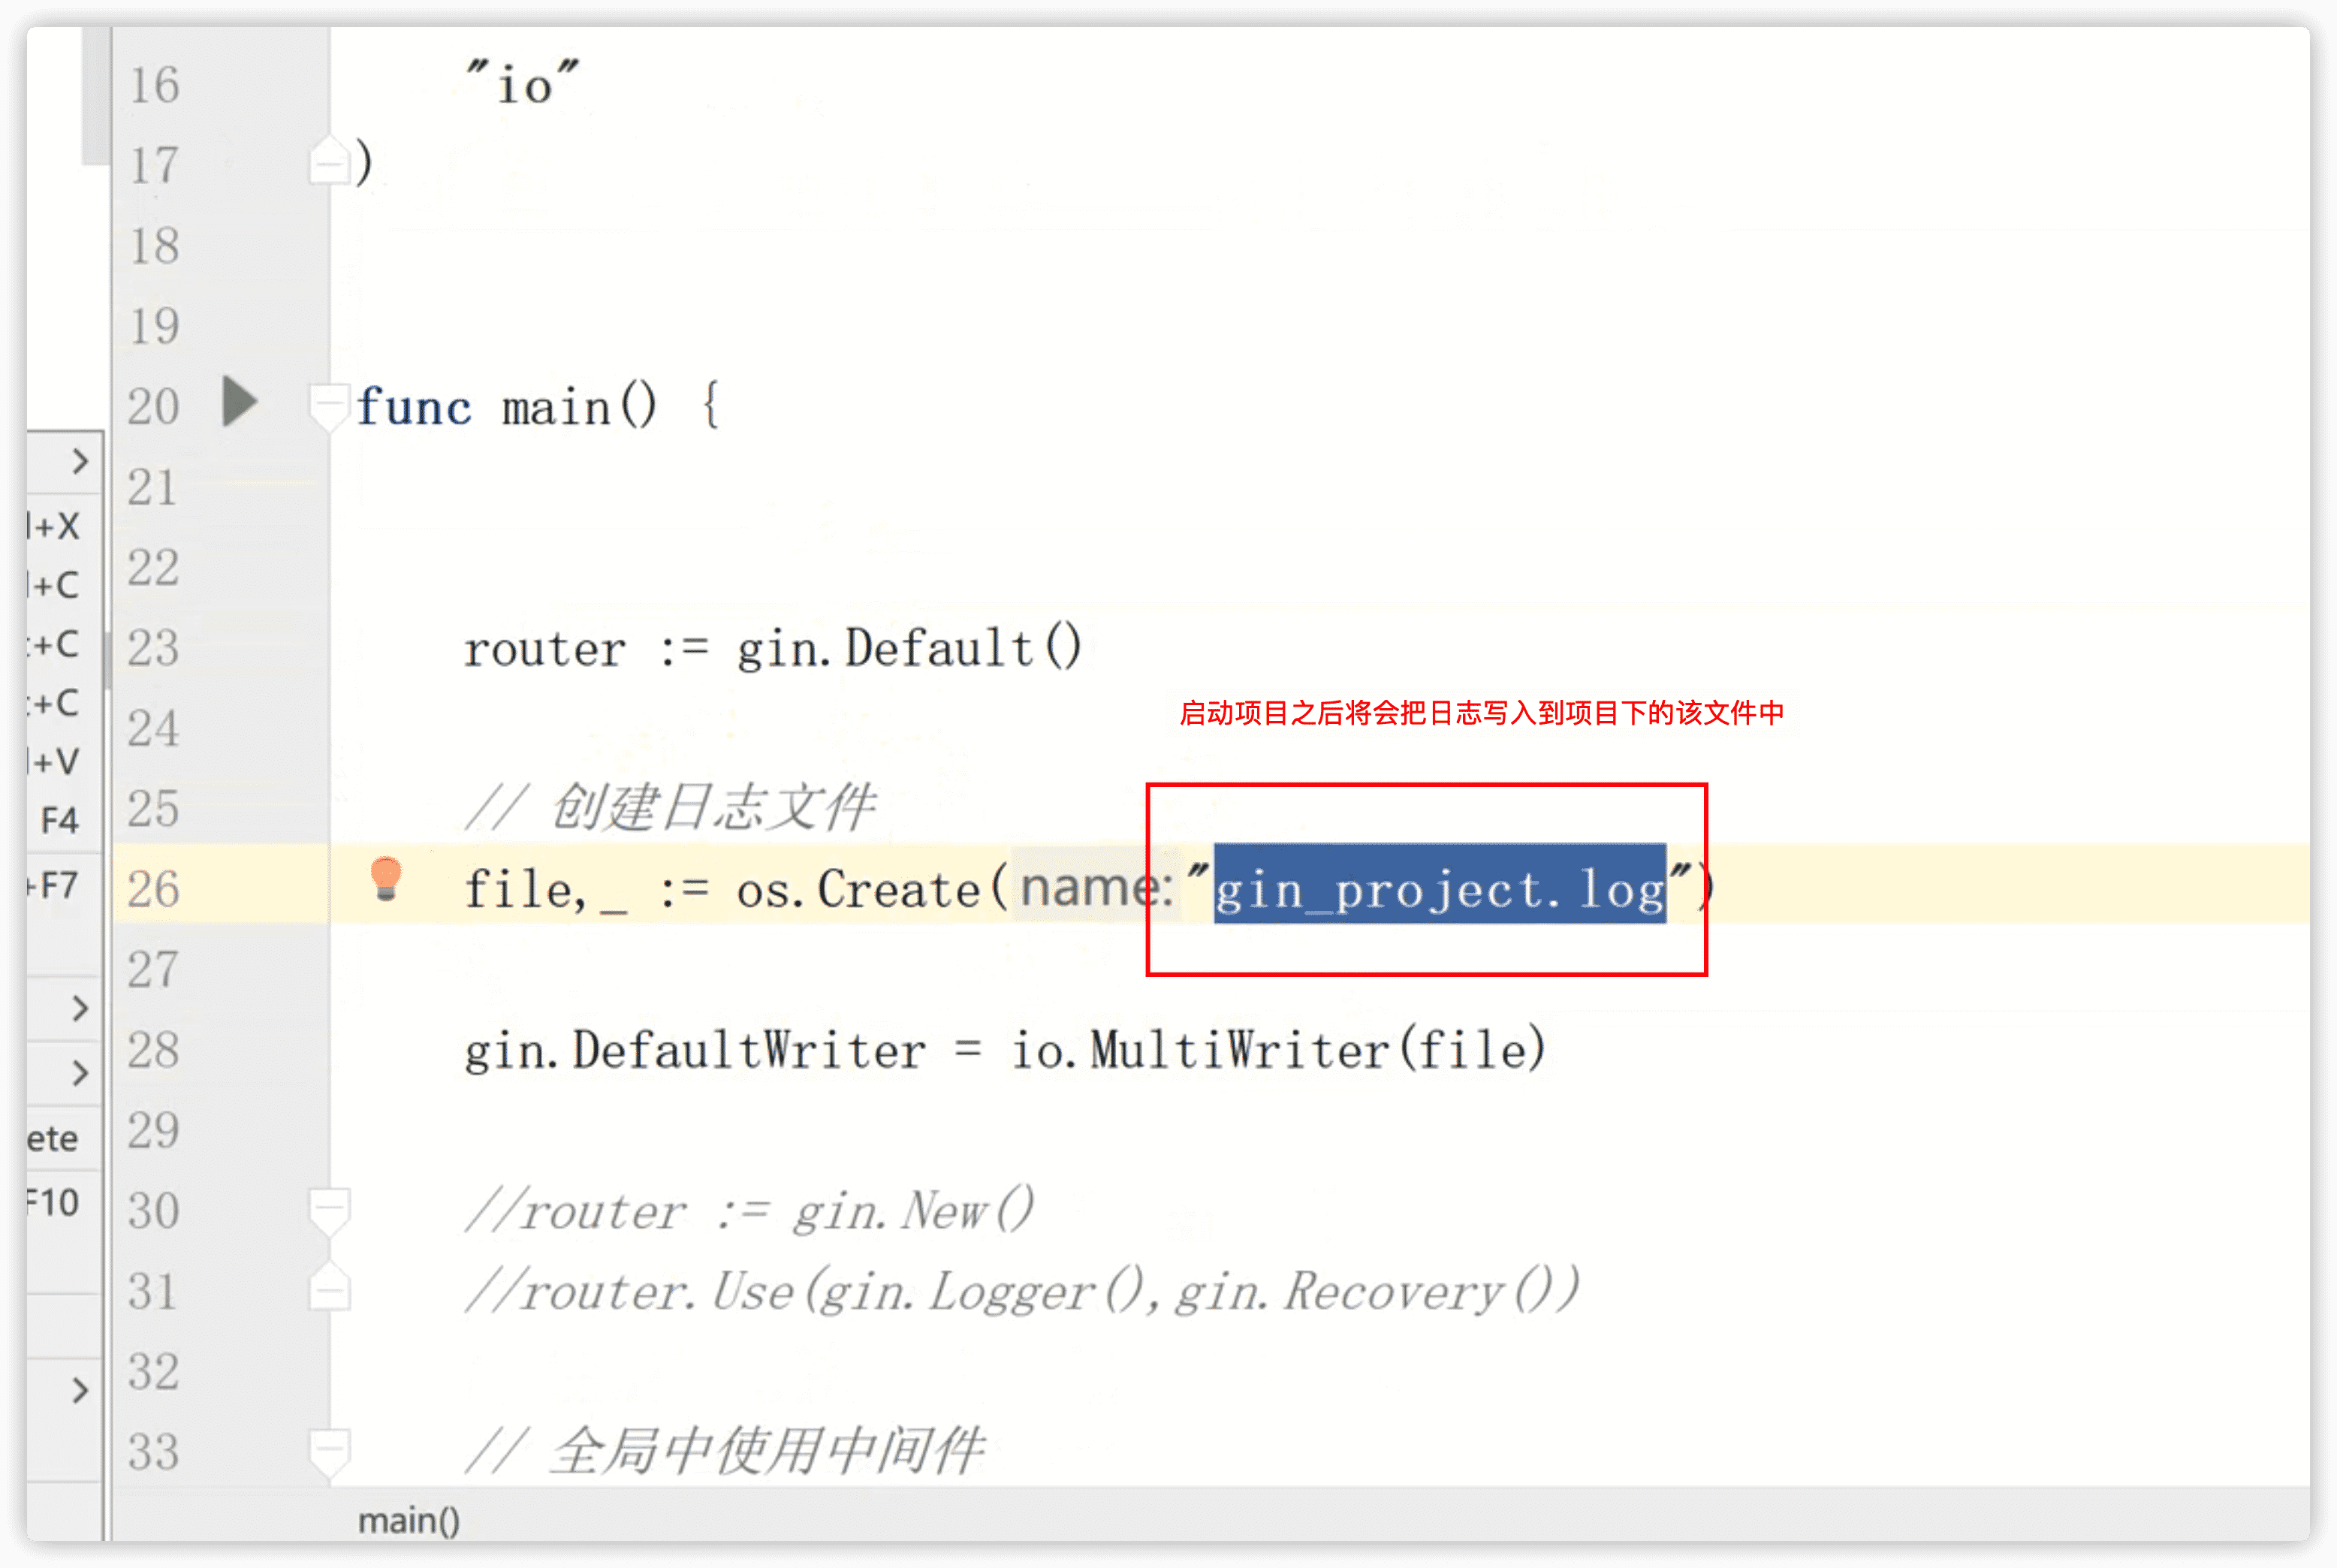 16 "io"
17 )
18
19
20 func main() {
21
22
23 router := gin.Default()
启动项目之后将会把日志写入到项目下的该文件中
24
25 // 创建日志文件
26 file,_ := os.Create(name: "gin_project.log")
27
28 gin.DefaultWriter = io.MultiWriter(file)
29
30 //router := gin.New()
31 //router.Use(gin.Logger(),gin.Recovery())
32
33 // 全局中使用中间件
main()
+X
+C
+C
+C
+V
F4
+F7
ete
F10